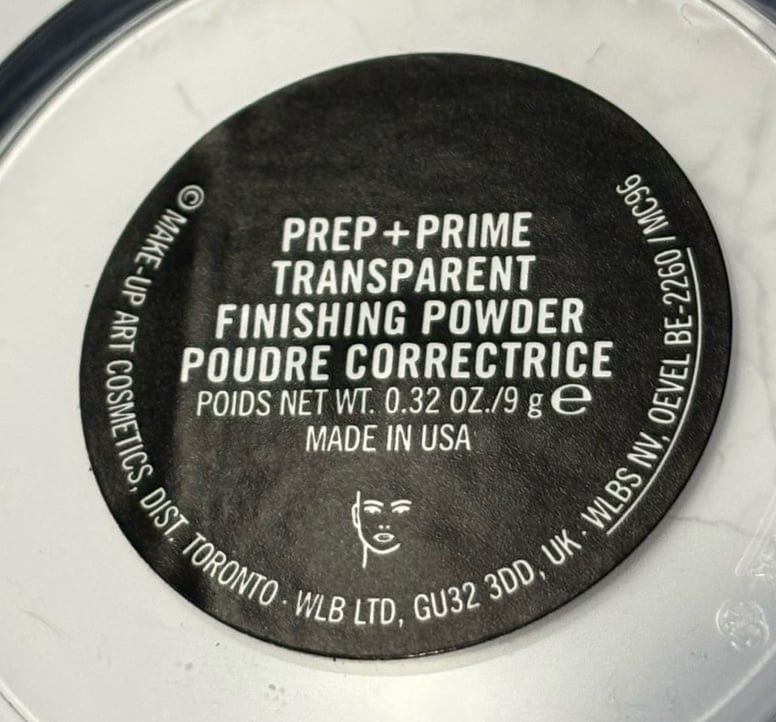 PREP + PRIME
TRANSPARENT
FINISHING POWDER
POUDRE CORRECTRICE
POIDS NET WT. 0.32 OZ./9 g e
MADE IN USA
© MAKE-UP ART COSMETICS, DIST. TORONTO · WLB LTD, GU32 3DD, UK · WLBS NV, OEVEL BE-2260 / MC96